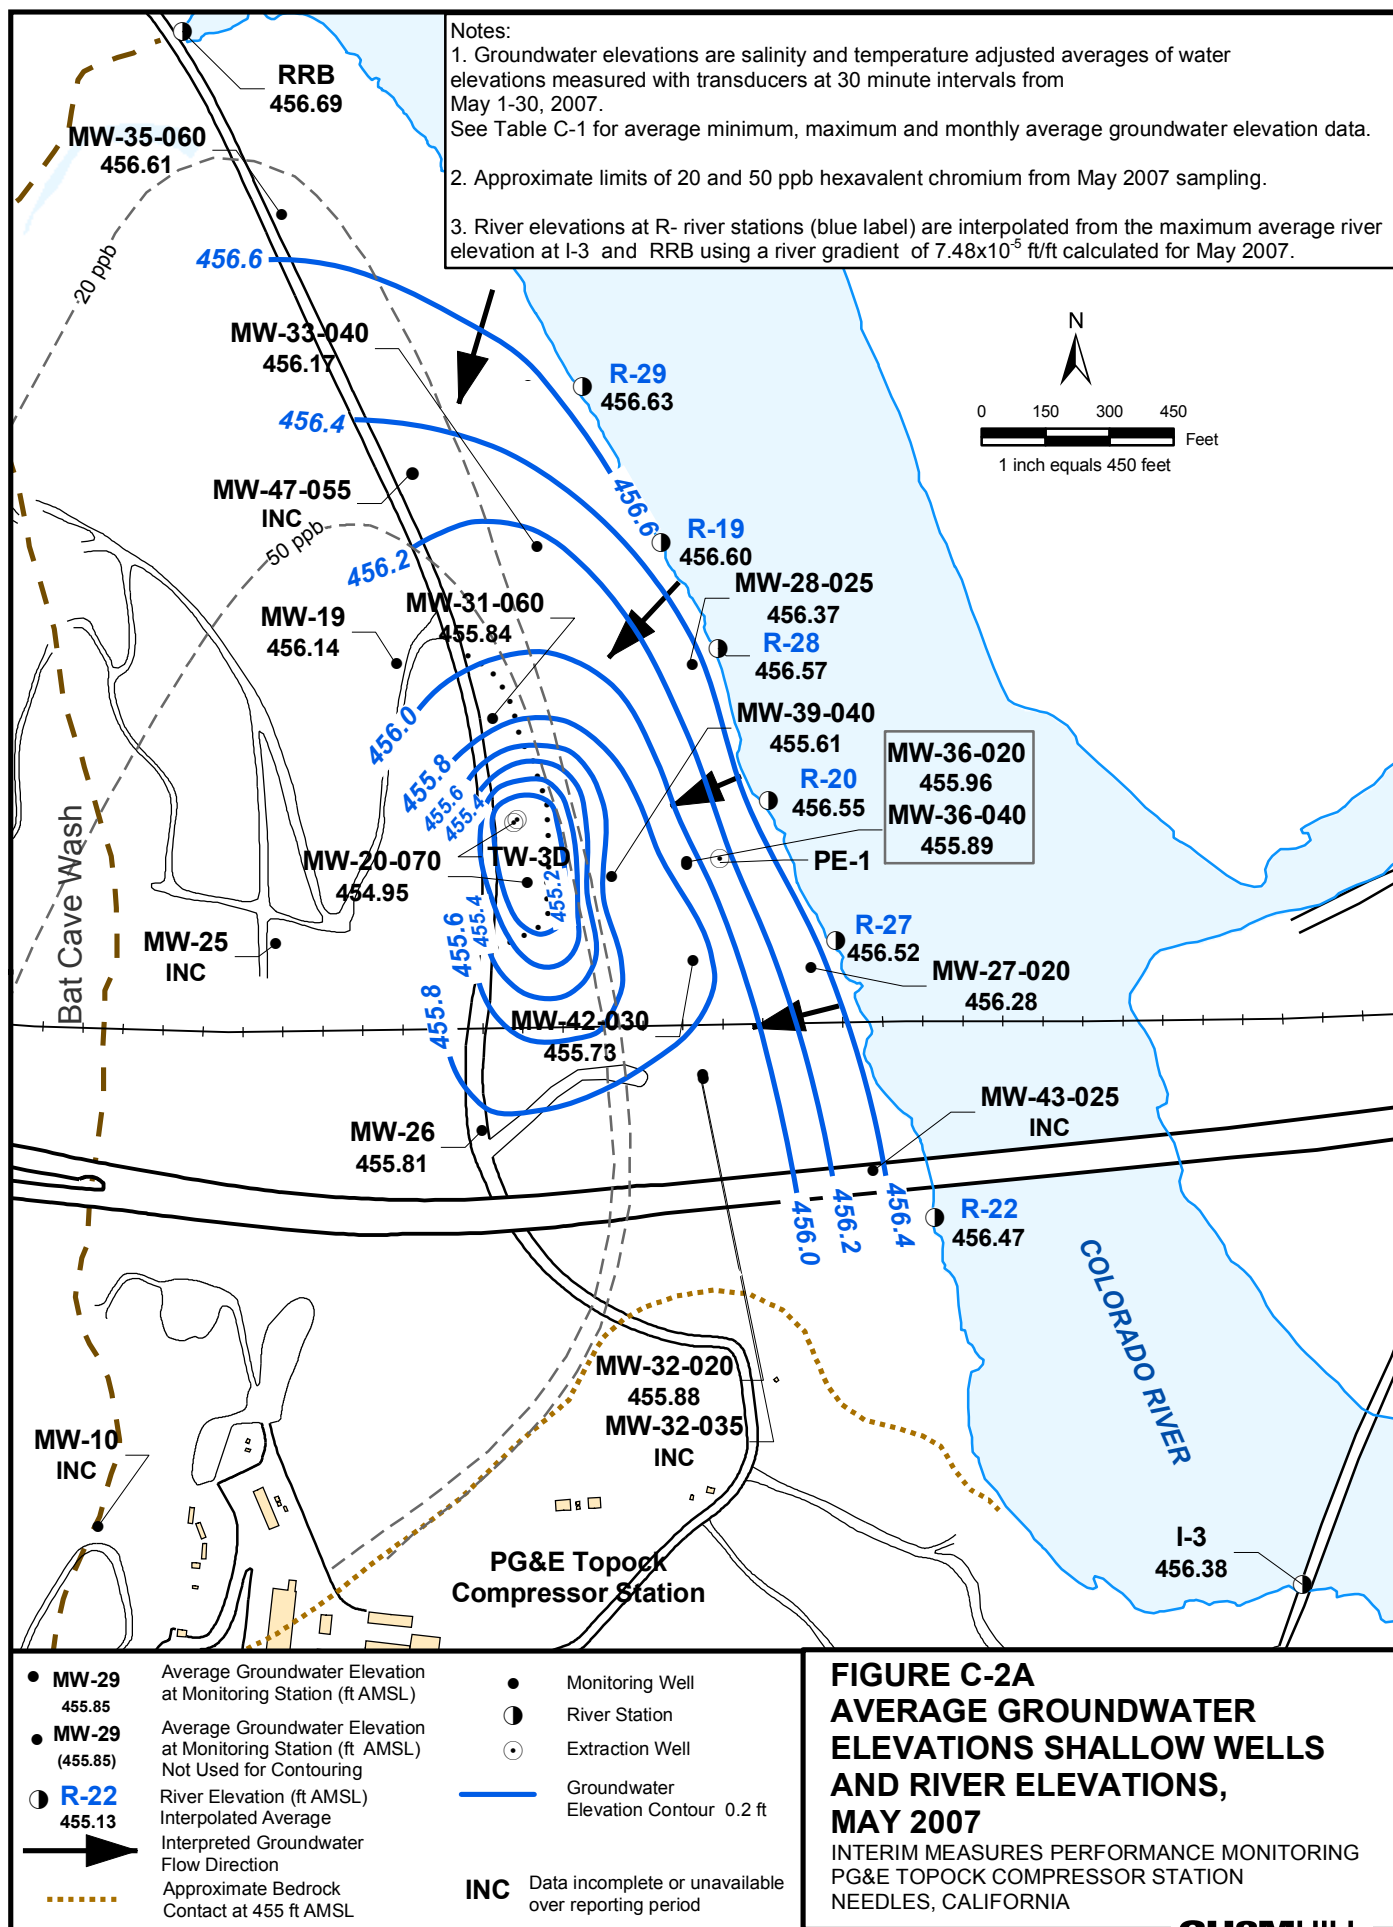 Notes:
1. Groundwater elevations are salinity and temperature adjusted averages of water
elevations measured with transducers at 30 minute intervals from
May 1-30, 2007.
See Table C-1 for average minimum, maximum and monthly average groundwater elevation data.
2. Approximate limits of 20 and 50 ppb hexavalent chromium from May 2007 sampling.
3. River elevations at R- river stations (blue label) are interpolated from the maximum average river
elevation at I-3 and RRB using a river gradient of 7.48x10⁻⁵ ft/ft calculated for May 2007.
RRB
456.69
MW-35-060
456.61
20 ppb
456.6
MW-33-040
456.17
456.4
R-29
456.63
N
0 150 300 450
Feet
1 inch equals 450 feet
MW-47-055
INC
50 ppb
456.6
R-19
456.60
456.2
MW-28-025
456.37
MW-31-060
455.84
MW-19
456.14
R-28
456.57
456.0
MW-39-040
455.61
455.8
455.6
455.4
R-20
456.55
MW-36-020
455.96
MW-36-040
455.89
PE-1
MW-20-070
454.95
TW-3D
455.2
455.4
455.6
455.8
Bat Cave Wash
MW-25
INC
R-27
456.52
MW-27-020
456.28
MW-42-030
455.73
MW-43-025
INC
MW-26
455.81
456.0
456.2
456.4
R-22
456.47
COLORADO RIVER
MW-32-020
455.88
MW-32-035
INC
MW-10
INC
I-3
456.38
PG&E Topock
Compressor Station
MW-29
455.85
Average Groundwater Elevation
at Monitoring Station (ft AMSL)
MW-29
(455.85)
Average Groundwater Elevation
at Monitoring Station (ft AMSL)
Not Used for Contouring
R-22
455.13
River Elevation (ft AMSL)
Interpolated Average
Interpreted Groundwater
Flow Direction
Approximate Bedrock
Contact at 455 ft AMSL
Monitoring Well
River Station
Extraction Well
Groundwater
Elevation Contour 0.2 ft
INC
Data incomplete or unavailable
over reporting period
FIGURE C-2A
AVERAGE GROUNDWATER
ELEVATIONS SHALLOW WELLS
AND RIVER ELEVATIONS,
MAY 2007
INTERIM MEASURES PERFORMANCE MONITORING
PG&E TOPOCK COMPRESSOR STATION
NEEDLES, CALIFORNIA